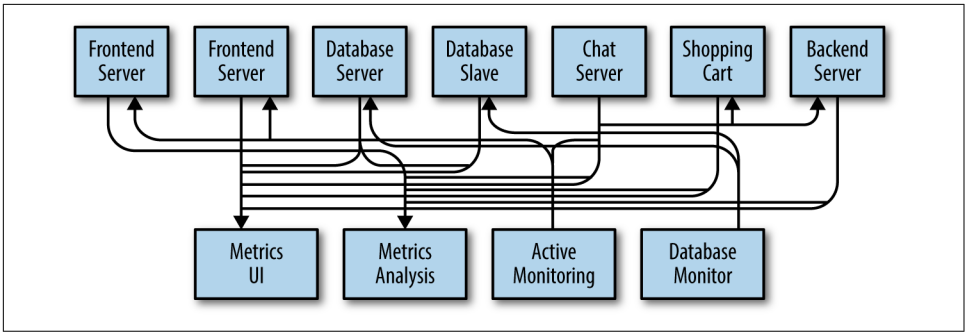 Frontend
Server
Frontend
Server
Database
Server
Database
Slave
Chat
Server
Shopping
Cart
Backend
Server
Metrics
UI
Metrics
Analysis
Active
Monitoring
Database
Monitor